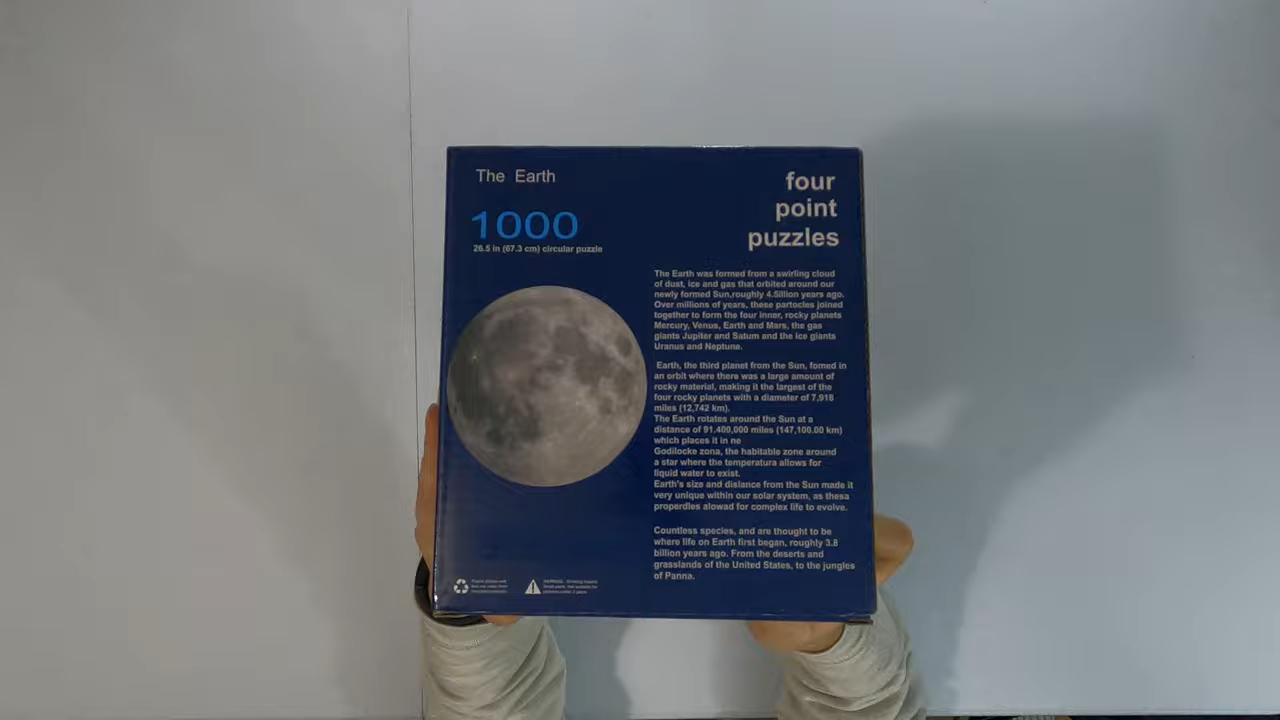 The Earth
1000
26.5 in (67.3 cm) circular puzzle
four
point
puzzles
The Earth was formed from a swirling cloud
of dust, ice and gas that orbited around our
newly formed Sun,roughly 4.5illion years ago.
Over millions of years, these partocles joined
together to form the four inner, rocky planets
Mercury, Venus, Earth and Mars, the gas
giants Jupiter and Satum and the ice giants
Uranus and Neptune.
Earth, the third planet from the Sun, fomed in
an orbit where there was a large amount of
rocky material, making it the largest of the
four rocky planets with a diameter of 7,918
miles (12,742 km).
The Earth rotates around the Sun at a
distance of 91.400,000 miles (147,100.00 km)
which places it in ne
Godilocke zona, the habitable zone around
a star where the temperatura allows for
liquid water to exist.
Earth's size and dislance from the Sun made it
very unique within our solar system, as thesa
properdles alowad for complex life to evolve.
Countless species, and are thought to be
where life on Earth first began, roughly 3.8
billion years ago. From the deserts and
grasslands of the United States, to the jungles
of Panna.
WARNING: